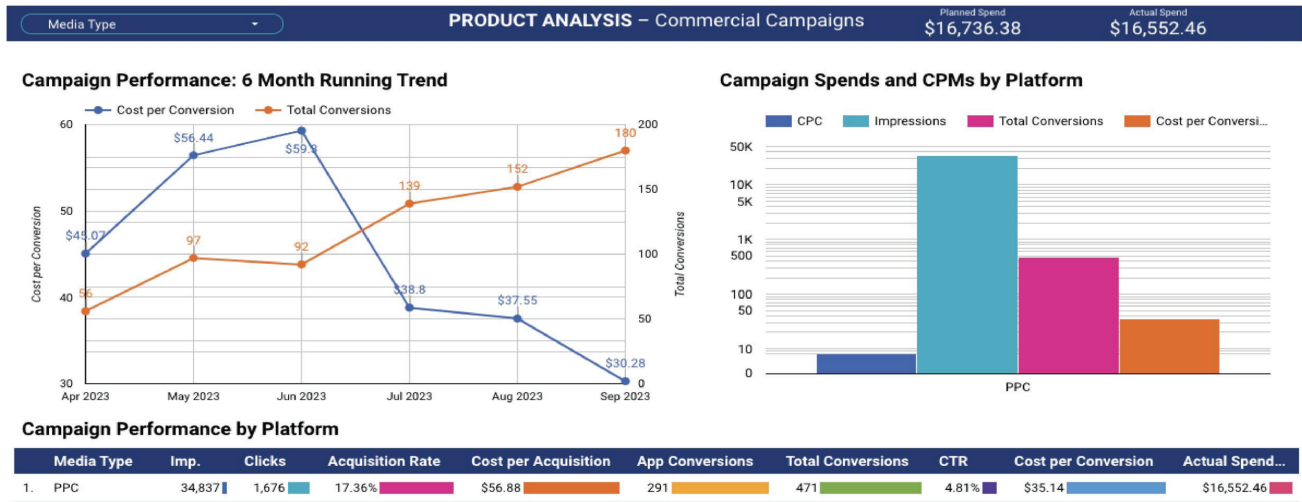 Media Type
PRODUCT ANALYSIS – Commercial Campaigns
Planned Spend
$16,736.38
Actual Spend
$16,552.46
Campaign Performance: 6 Month Running Trend
Cost per Conversion Total Conversions
60 50 40 30
Cost per Conversion
$45.07 $56.44 $59.3 $38.8 $37.55 $30.28
56 97 92 139 152 180
200 150 100 50 0
Total Conversions
Apr 2023 May 2023 Jun 2023 Jul 2023 Aug 2023 Sep 2023
Campaign Spends and CPMs by Platform
CPC Impressions Total Conversions Cost per Conversi...
50K
10K
5K
1K
500
100
50
10
0
PPC
Campaign Performance by Platform
Media Type Imp. Clicks Acquisition Rate Cost per Acquisition App Conversions Total Conversions CTR Cost per Conversion Actual Spend...
1. PPC 34,837 1,676 17.36% $56.88 291 471 4.81% $35.14 $16,552.46